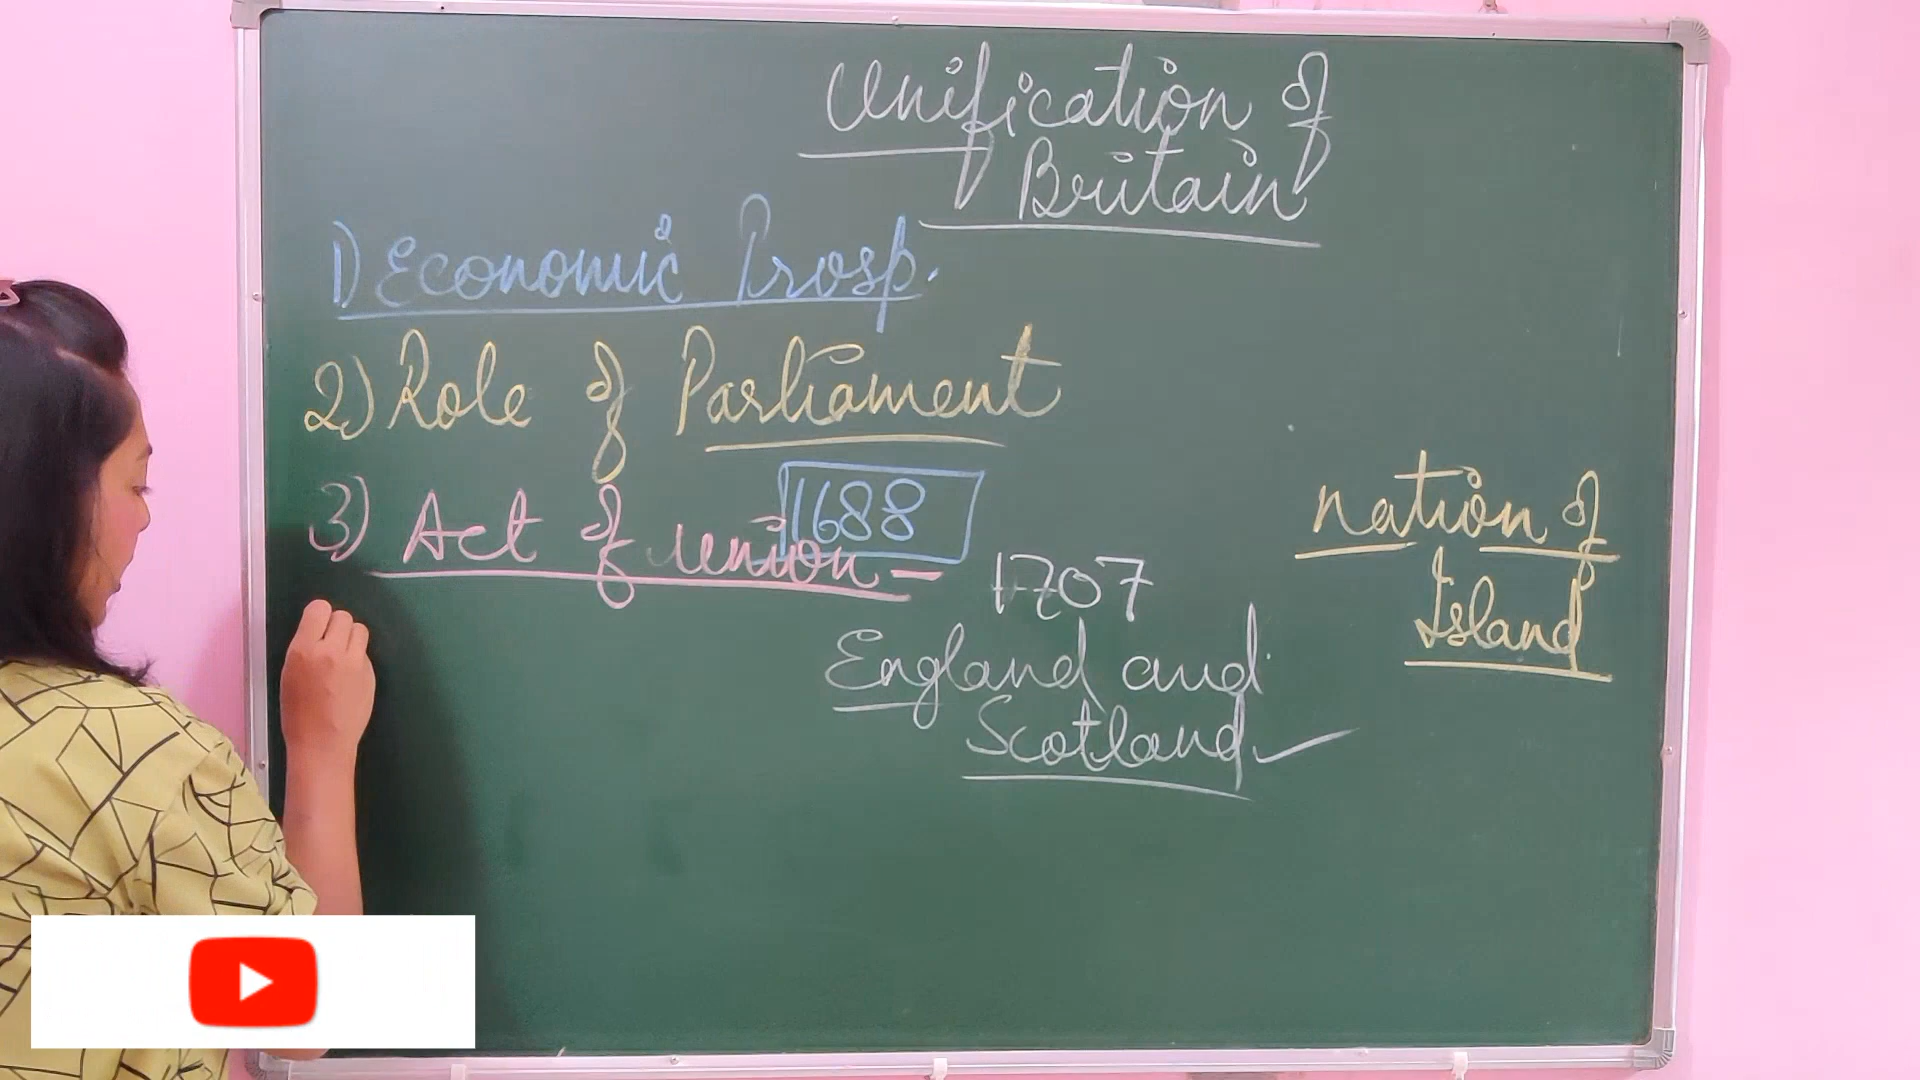 Unification of
Britain
1) Economic Prosp.
2) Role of Parliament
1688
3) Act of union -
1707
England and
Scotland
nation of
Island